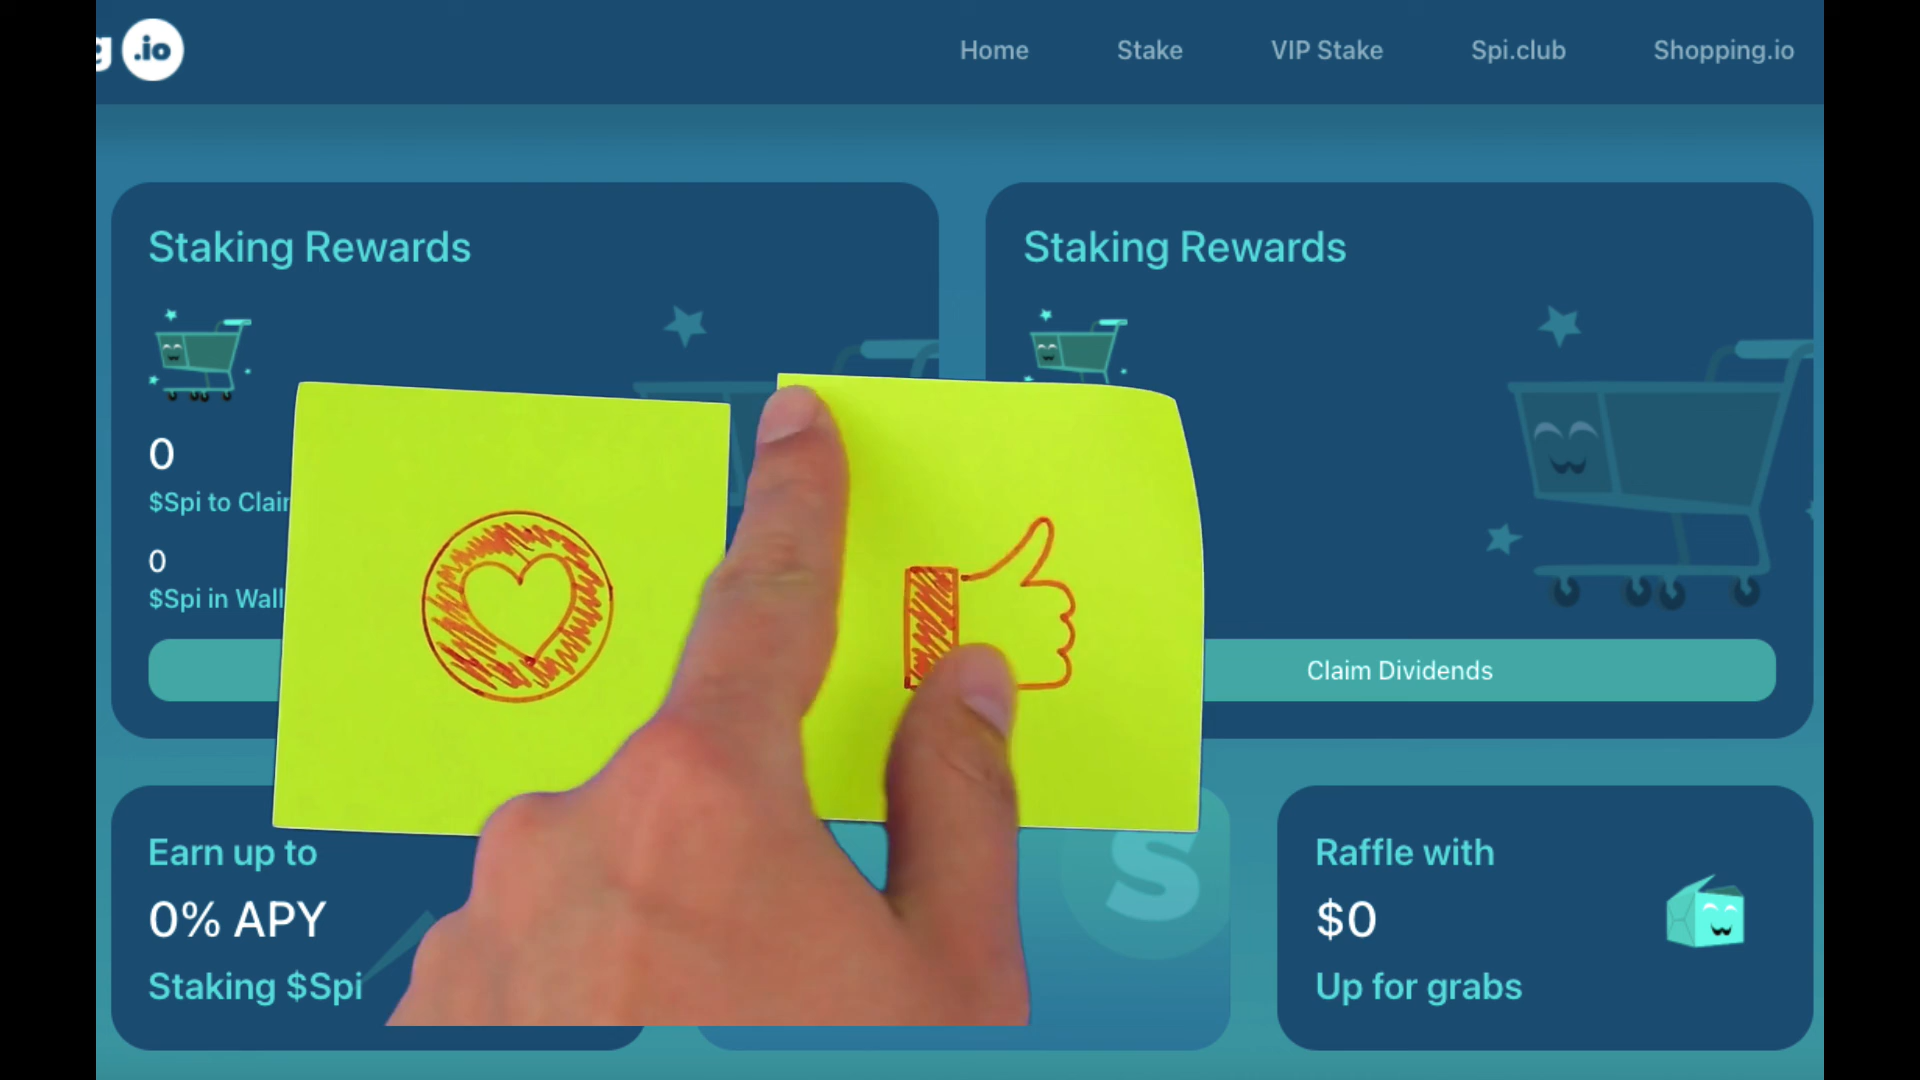 .io
Home
Stake
VIP Stake
Spi.club
Shopping.io
Staking Rewards
0
$Spi to Clai
0
$Spi in Wall
Staking Rewards
Claim Dividends
Earn up to
0% APY
Staking $Spi
S
Raffle with
$0
Up for grabs